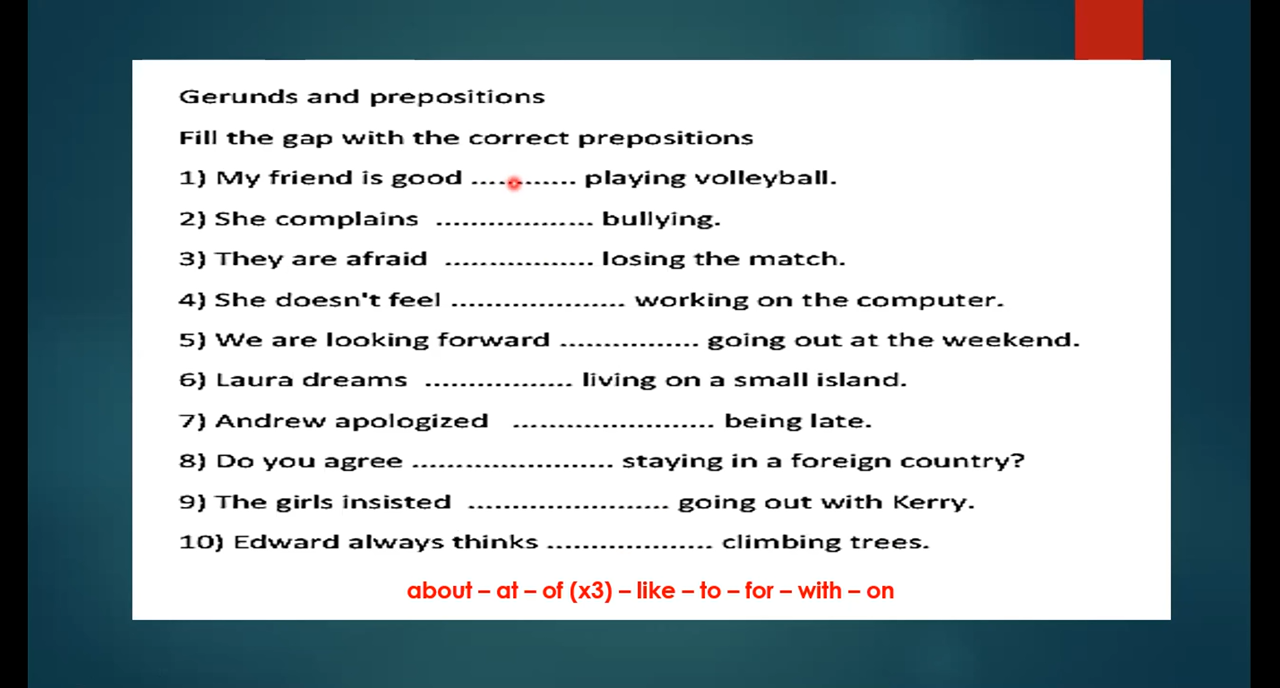 Gerunds and prepositions
Fill the gap with the correct prepositions
1) My friend is good ............ playing volleyball.
2) She complains .................. bullying.
3) They are afraid ................. losing the match.
4) She doesn't feel .................... working on the computer.
5) We are looking forward ................ going out at the weekend.
6) Laura dreams ................. living on a small island.
7) Andrew apologized ....................... being late.
8) Do you agree ....................... staying in a foreign country?
9) The girls insisted ....................... going out with Kerry.
10) Edward always thinks ................... climbing trees.
about – at – of (x3) – like – to – for – with – on